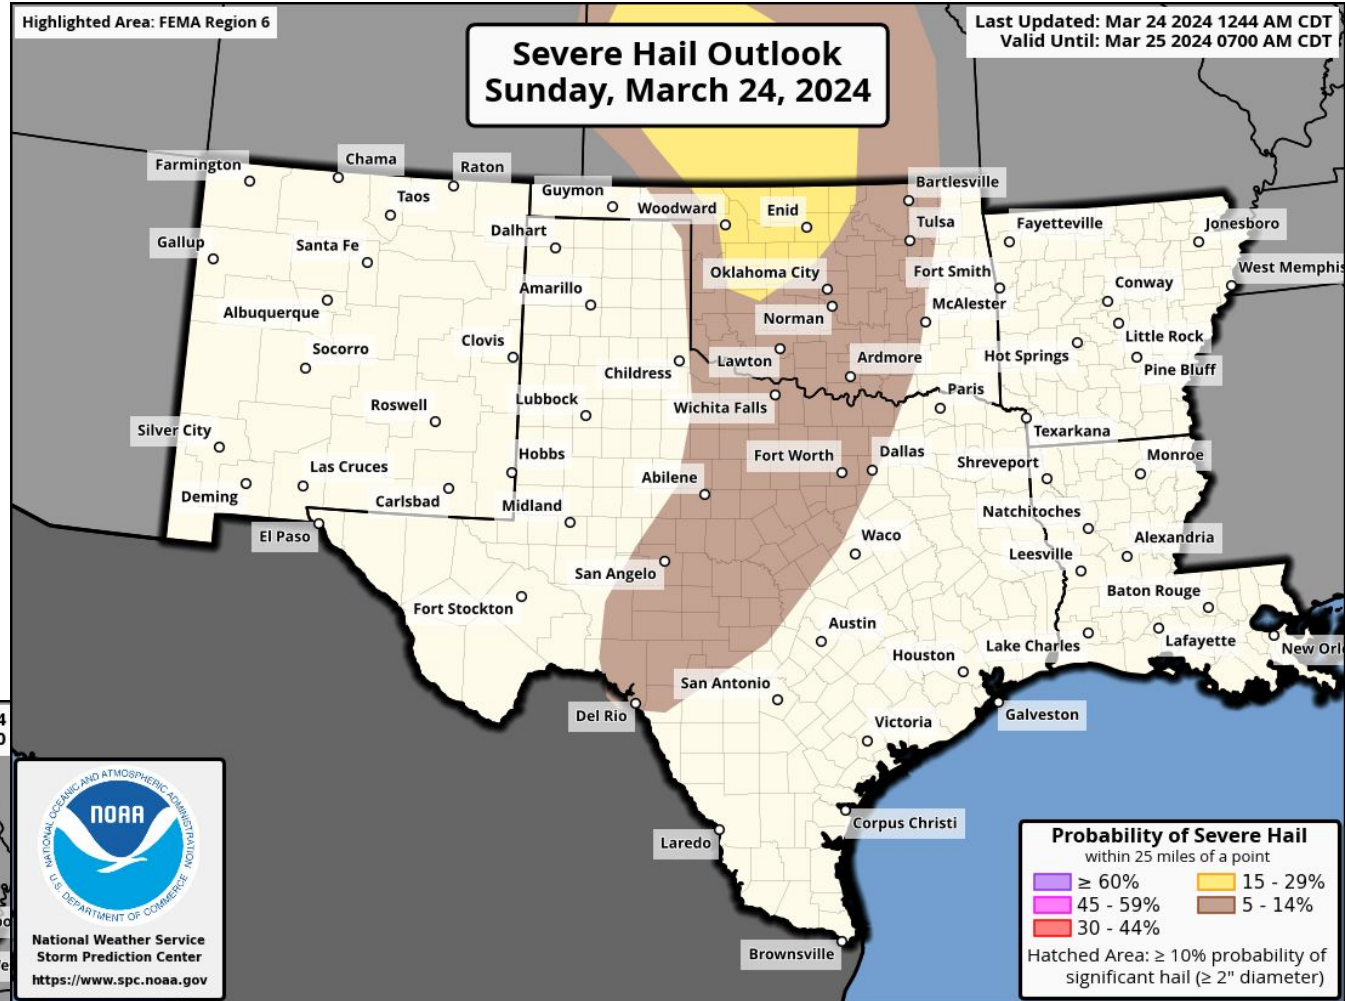 Highlighted Area: FEMA Region 6
Severe Hail Outlook
Sunday, March 24, 2024
Last Updated: Mar 24 2024 1244 AM CDT
Valid Until: Mar 25 2024 0700 AM CDT
Farmington
Chama
Raton
Taos
Guymon
Woodward
Enid
Bartlesville
Tulsa
Fayetteville
Jonesboro
Gallup
Santa Fe
Dalhart
Oklahoma City
Fort Smith
West Memphis
Amarillo
Conway
Albuquerque
Norman
McAlester
Socorro
Clovis
Little Rock
Childress
Lawton
Ardmore
Hot Springs
Pine Bluff
Roswell
Lubbock
Wichita Falls
Paris
Silver City
Texarkana
Las Cruces
Hobbs
Fort Worth
Dallas
Shreveport
Monroe
Deming
Carlsbad
Midland
Abilene
Natchitoches
El Paso
Waco
Leesville
Alexandria
San Angelo
Fort Stockton
Baton Rouge
Austin
Houston
Lake Charles
Lafayette
New Orl
San Antonio
Del Rio
Victoria
Galveston
Laredo
Corpus Christi
Brownsville
4
0
NATIONAL OCEANIC AND ATMOSPHERIC ADMINISTRATION
NOAA
U.S. DEPARTMENT OF COMMERCE
National Weather Service
Storm Prediction Center
https://www.spc.noaa.gov
Probability of Severe Hail
within 25 miles of a point
≥ 60%
15 - 29%
45 - 59%
5 - 14%
30 - 44%
Hatched Area: ≥ 10% probability of
significant hail (≥ 2" diameter)